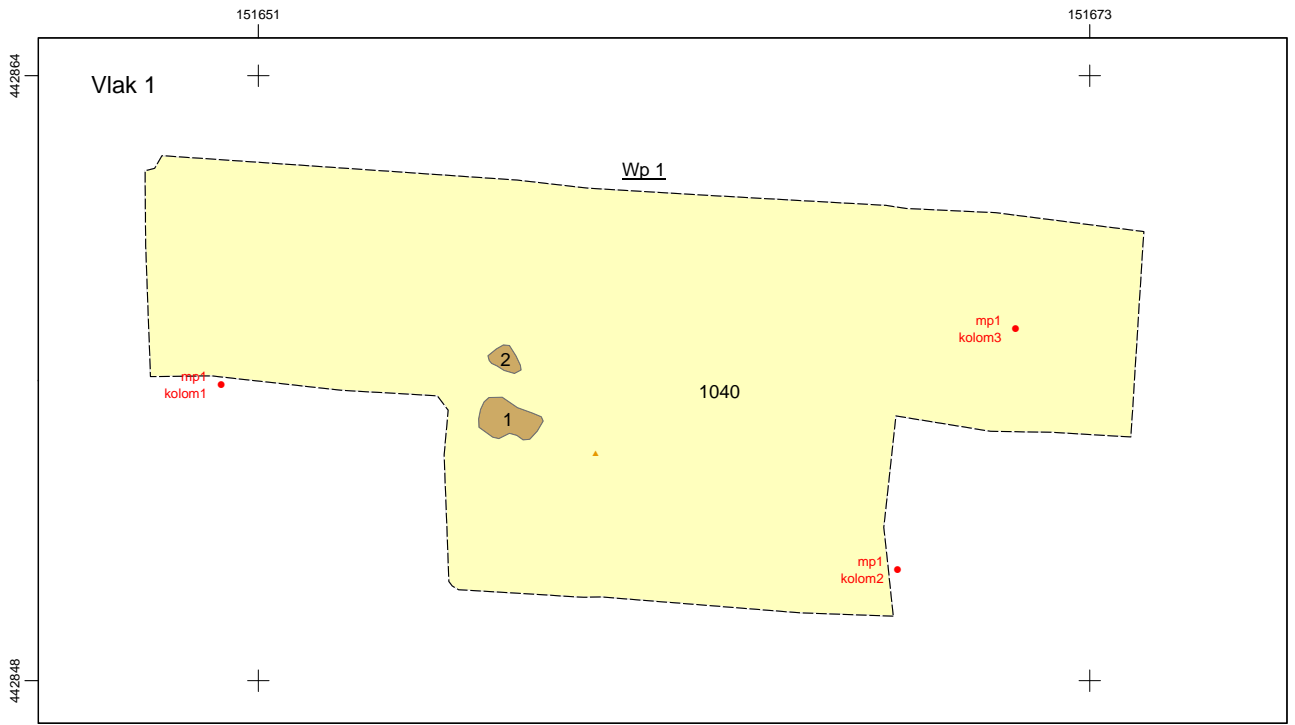 151651
151673
442864
Vlak 1
Wp 1
mp1
kolom3
2
mp1
kolom1
1040
1
mp1
kolom2
442848